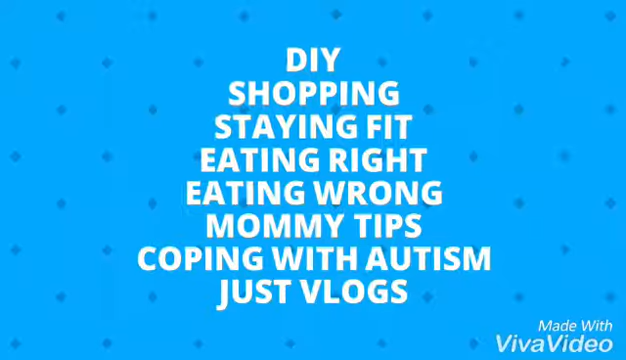 DIY
SHOPPING
STAYING FIT
EATING RIGHT
EATING WRONG
MOMMY TIPS
COPING WITH AUTISM
JUST VLOGS
Made With
VivaVideo